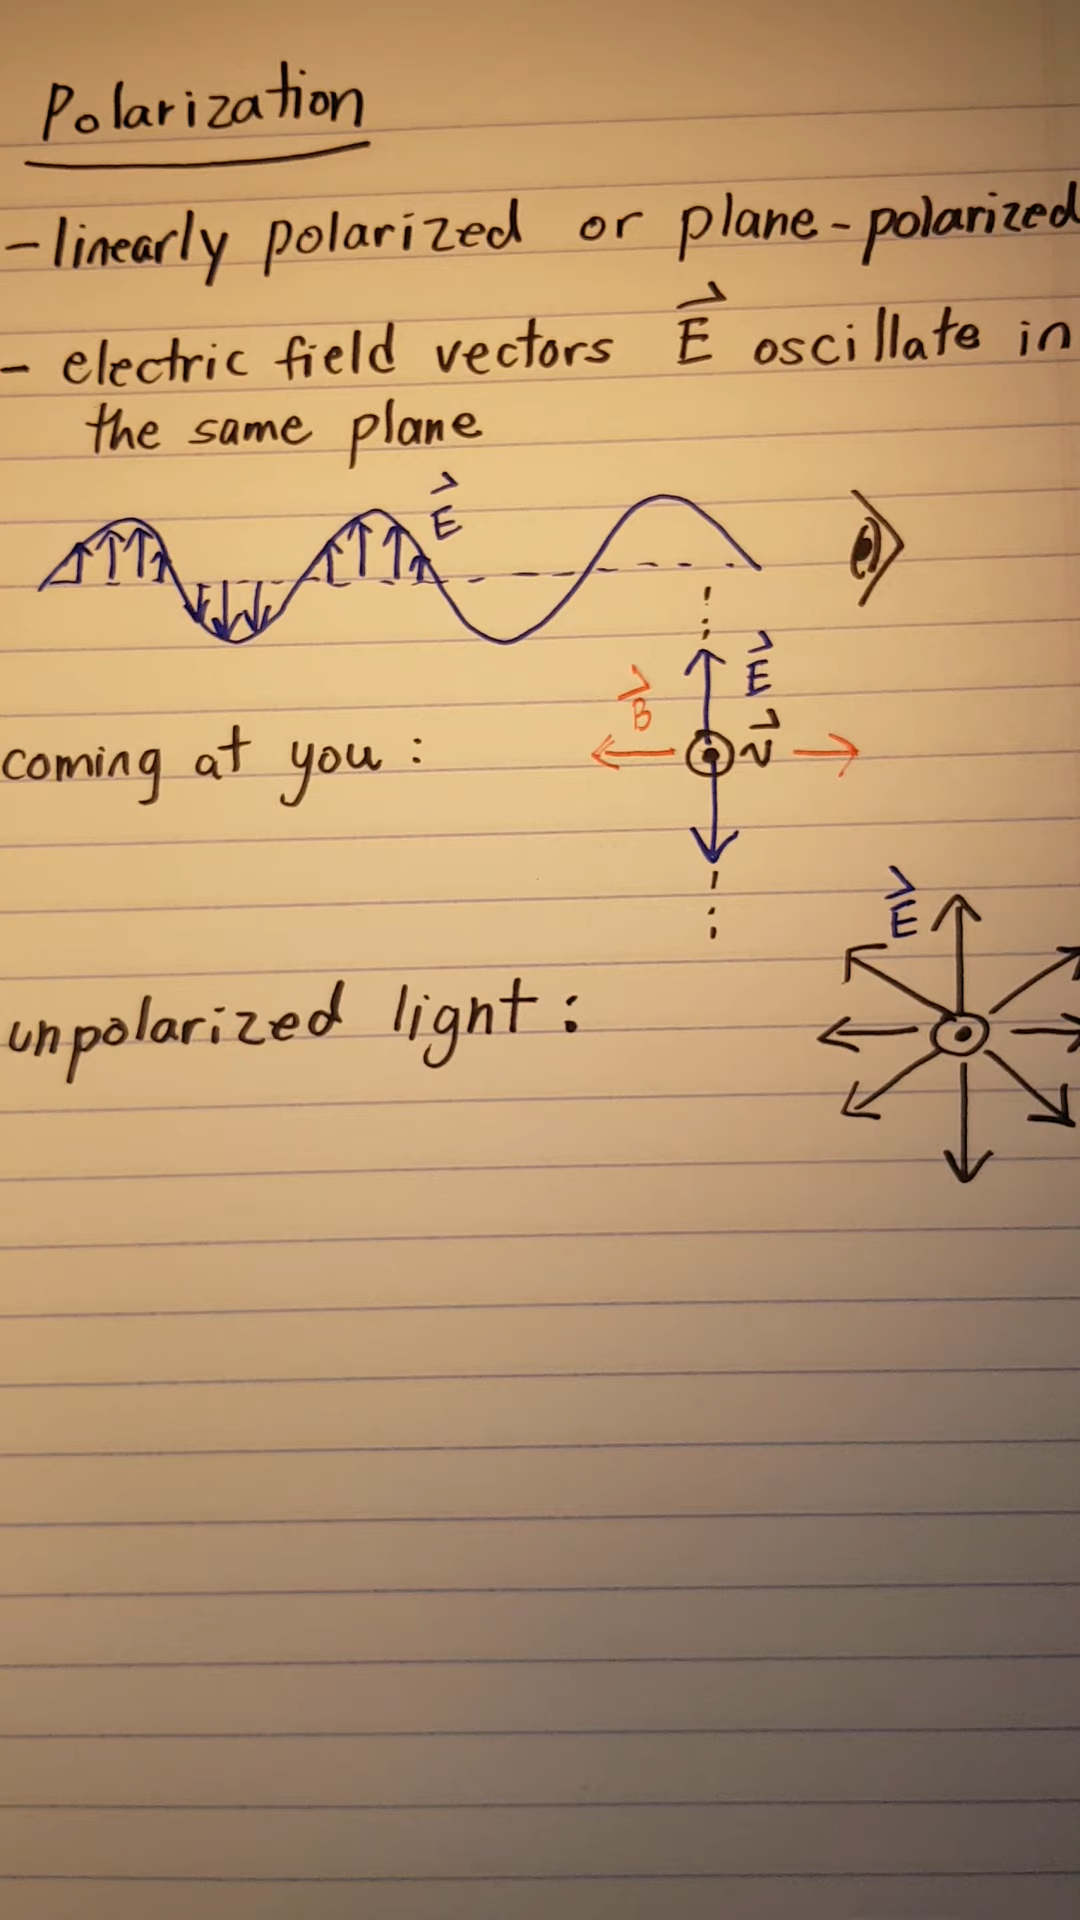 Polarization
- linearly polarized or plane-polarized
- electric field vectors E⃗ oscillate in
the same plane
E⃗
E⃗
B⃗
v⃗
coming at you:
E⃗
unpolarized light: